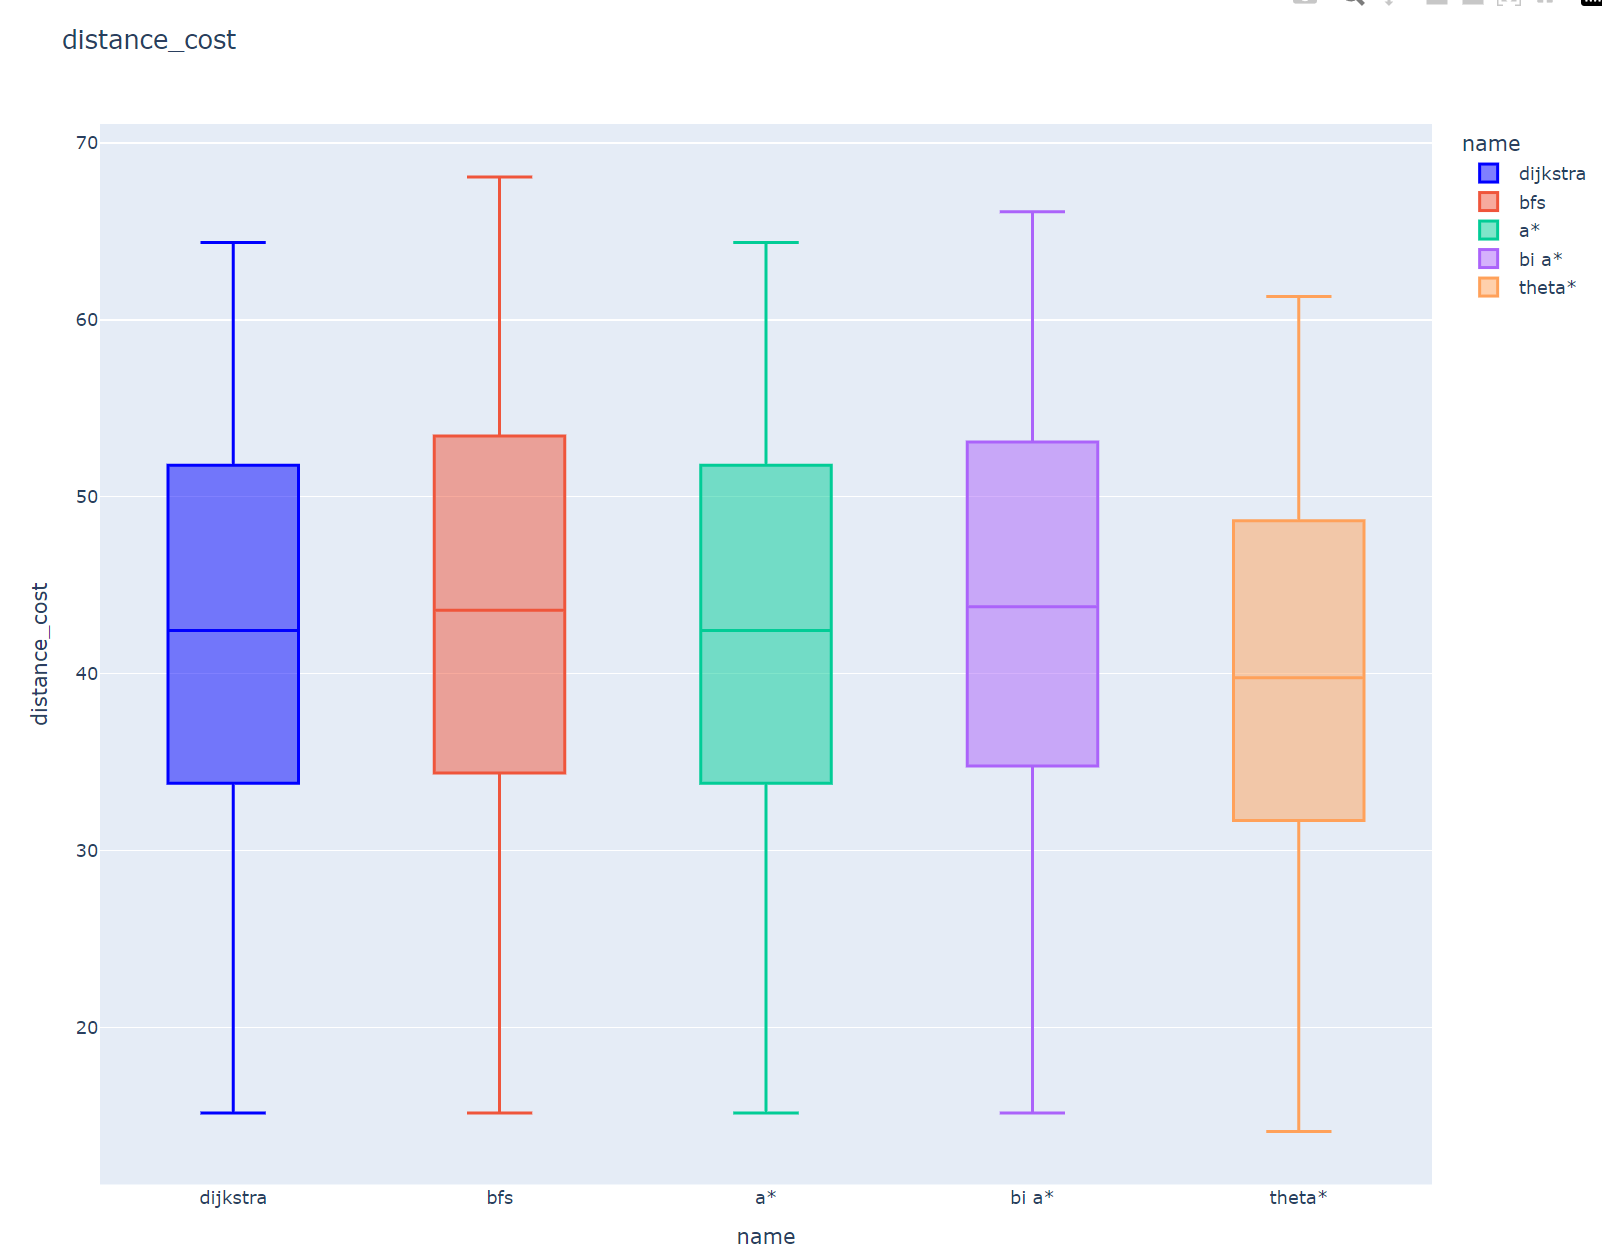 distance_cost
70
60
50
40
30
20
distance_cost
dijkstra
bfs
a*
bi a*
theta*
name
name
dijkstra
bfs
a*
bi a*
theta*